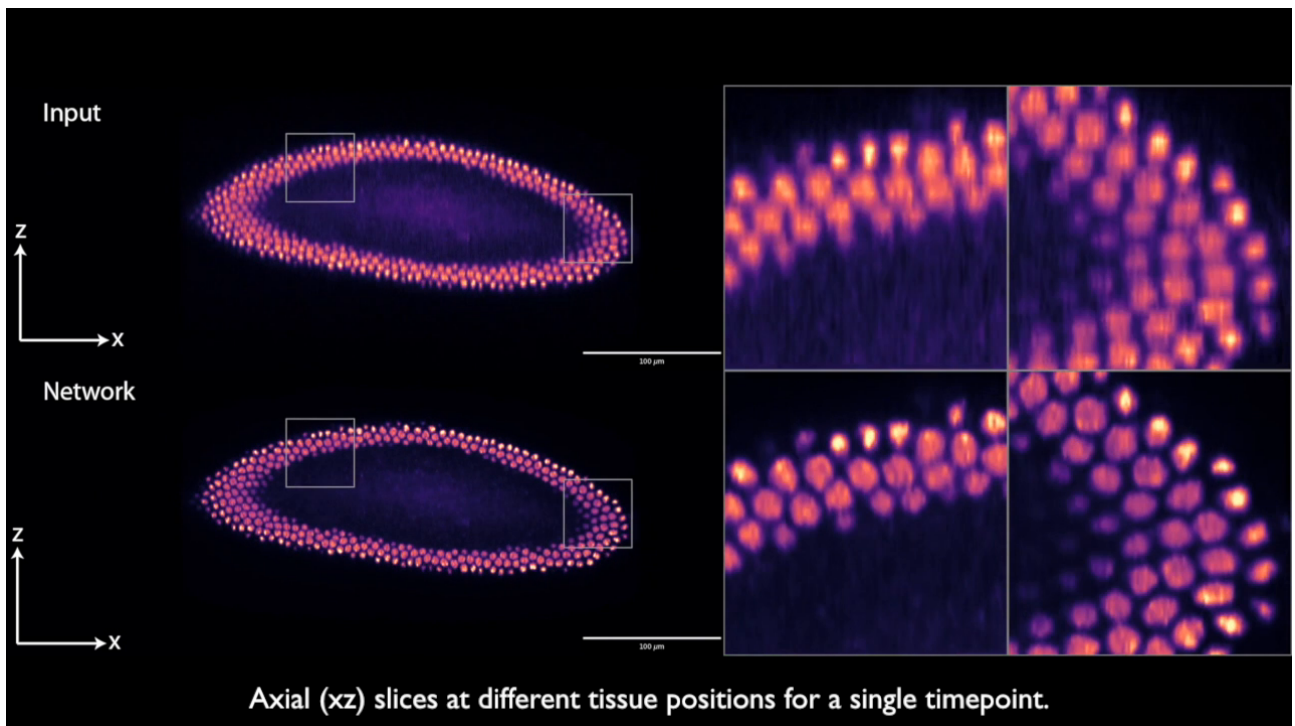 Input
z
x
100 µm
Network
z
x
100 µm
Axial (xz) slices at different tissue positions for a single timepoint.